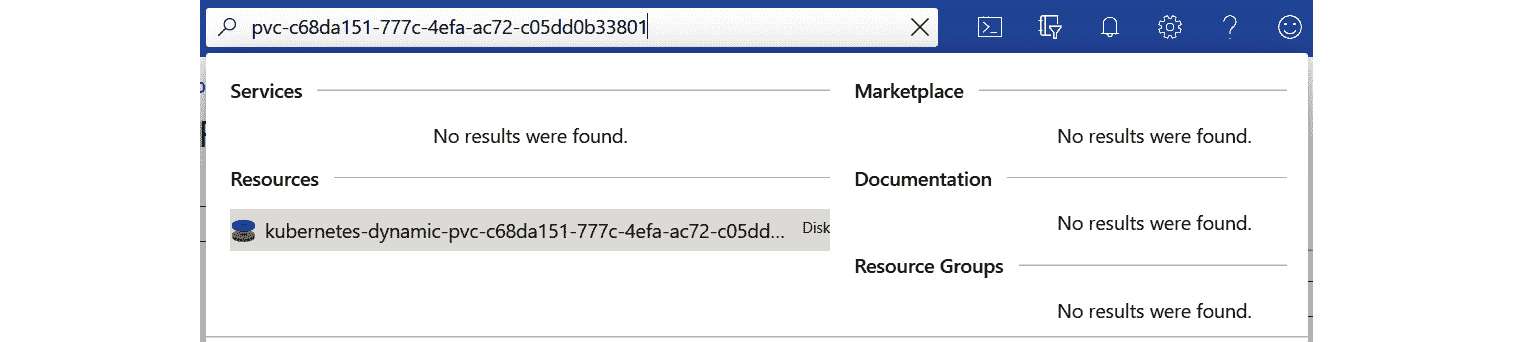 pvc-c68da151-777c-4efa-ac72-c05dd0b33801
Services
No results were found.
Resources
kubernetes-dynamic-pvc-c68da151-777c-4efa-ac72-c05dd... Disk
Marketplace
No results were found.
Documentation
No results were found.
Resource Groups
No results were found.